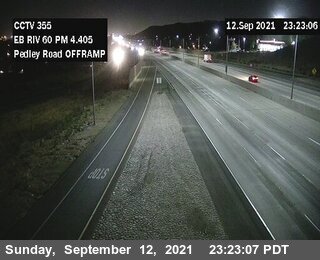 CCTV 355
EB RIV 60 PM 4.405
Pedley Road OFFRAMP
12.Sep 2021 23:23:06
STOP
Sunday, September 12, 2021 23:23:07 PDT